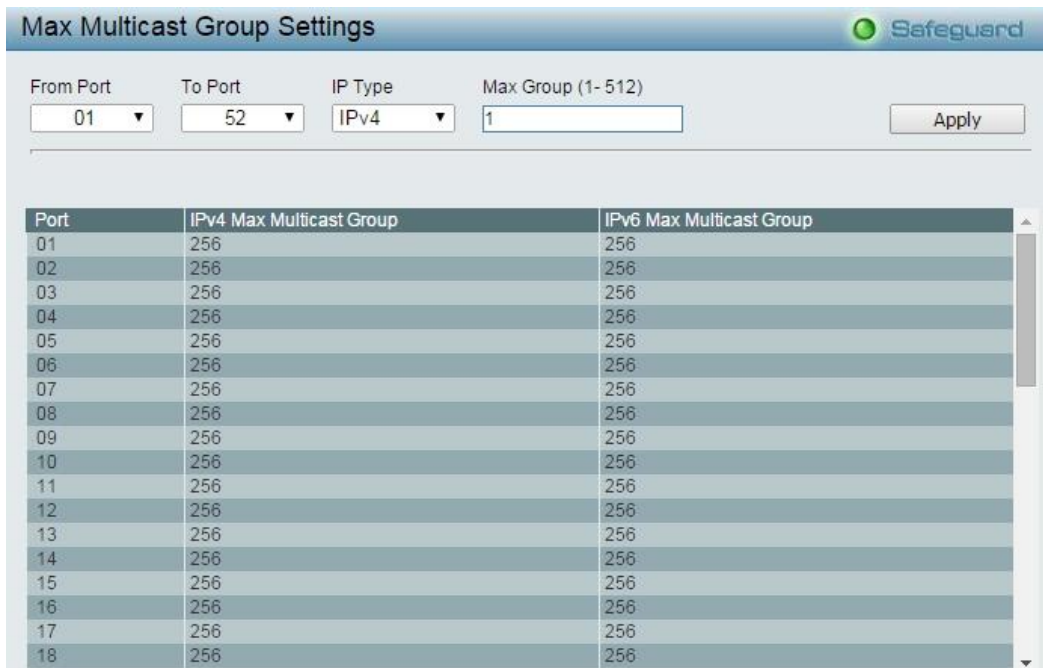 Max Multicast Group Settings
Safeguard
From Port To Port IP Type Max Group (1- 512)
01 52 IPv4 1 Apply
Port IPv4 Max Multicast Group IPv6 Max Multicast Group
01 256 256
02 256 256
03 256 256
04 256 256
05 256 256
06 256 256
07 256 256
08 256 256
09 256 256
10 256 256
11 256 256
12 256 256
13 256 256
14 256 256
15 256 256
16 256 256
17 256 256
18 256 256